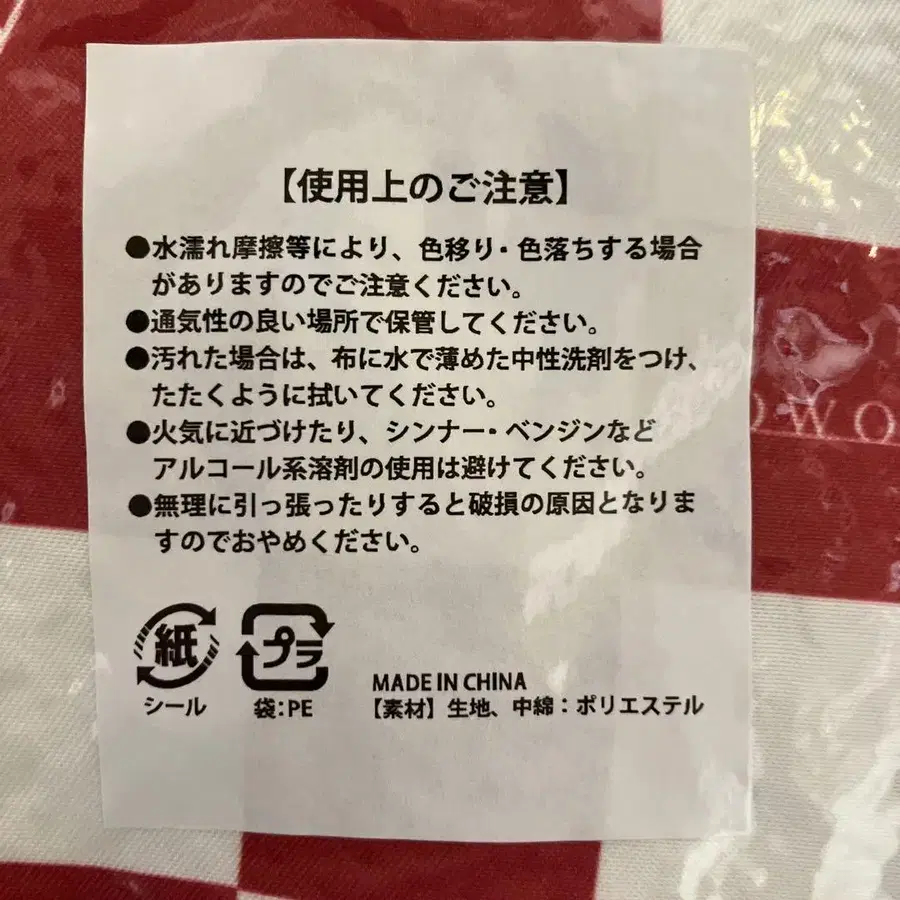 【使用上のご注意】
●水濡れ摩擦等により、色移り・色落ちする場合
がありますのでご注意ください。
●通気性の良い場所で保管してください。
●汚れた場合は、布に水で薄めた中性洗剤をつけ、
たたくように拭いてください。
●火気に近づけたり、シンナー・ベンジンなど
アルコール系溶剤の使用は避けてください。
●無理に引っ張ったりすると破損の原因となりま
すのでおやめください。
紙
プラ
シール
袋:PE
MADE IN CHINA
【素材】生地、中綿：ポリエステル